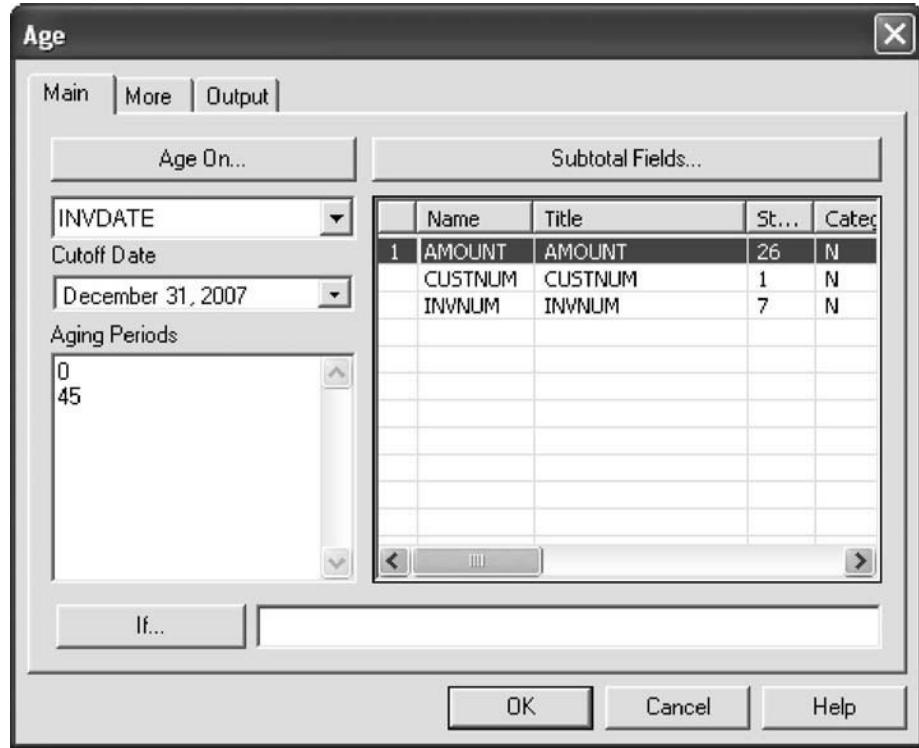 Age
Main More Output
Age On...
Subtotal Fields...
INVDATE
Cutoff Date
December 31, 2007
Aging Periods
0
45
Name Title St... Categ
1 AMOUNT AMOUNT 26 N
CUSTNUM CUSTNUM 1 N
INVNUM INVNUM 7 N
If...
OK Cancel Help